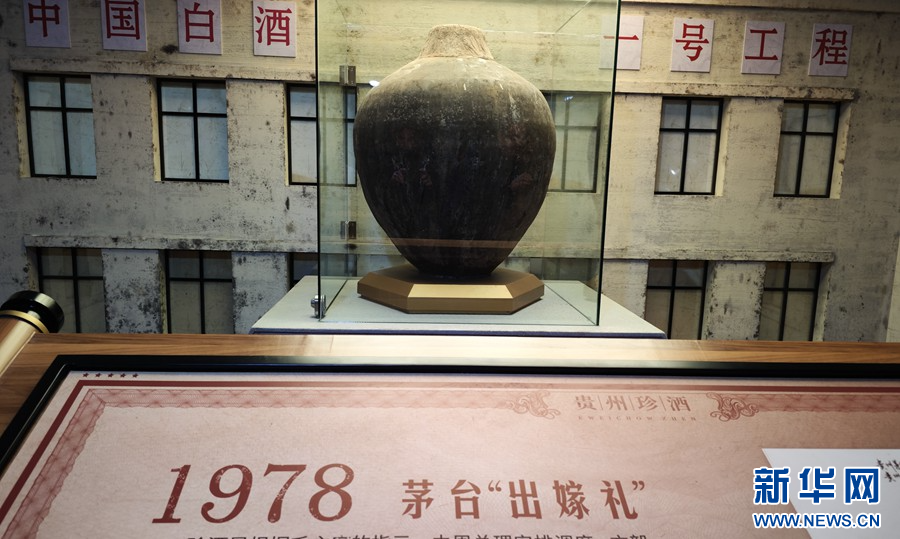 中国白酒 一号工程
贵州珍酒
KWEICHOW ZHEN
1978 茅台“出嫁礼”
新华网
WWW.NEWS.CN